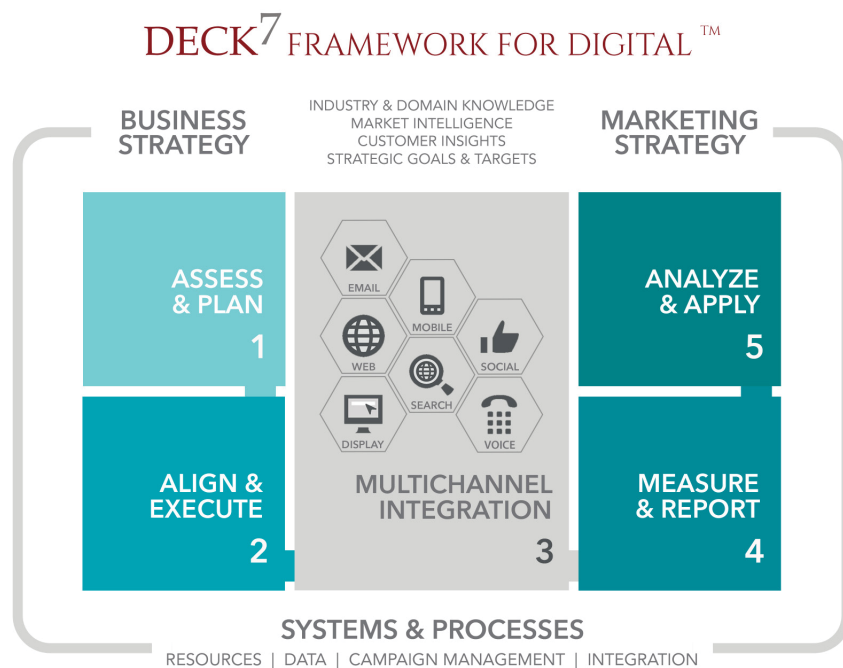 DECK7 FRAMEWORK FOR DIGITAL ™
BUSINESS
STRATEGY
INDUSTRY & DOMAIN KNOWLEDGE
MARKET INTELLIGENCE
CUSTOMER INSIGHTS
STRATEGIC GOALS & TARGETS
MARKETING
STRATEGY
ASSESS
& PLAN
1
ALIGN &
EXECUTE
2
EMAIL
MOBILE
WEB
SOCIAL
SEARCH
DISPLAY
VOICE
MULTICHANNEL
INTEGRATION
3
MEASURE
& REPORT
4
ANALYZE
& APPLY
5
SYSTEMS & PROCESSES
RESOURCES | DATA | CAMPAIGN MANAGEMENT | INTEGRATION